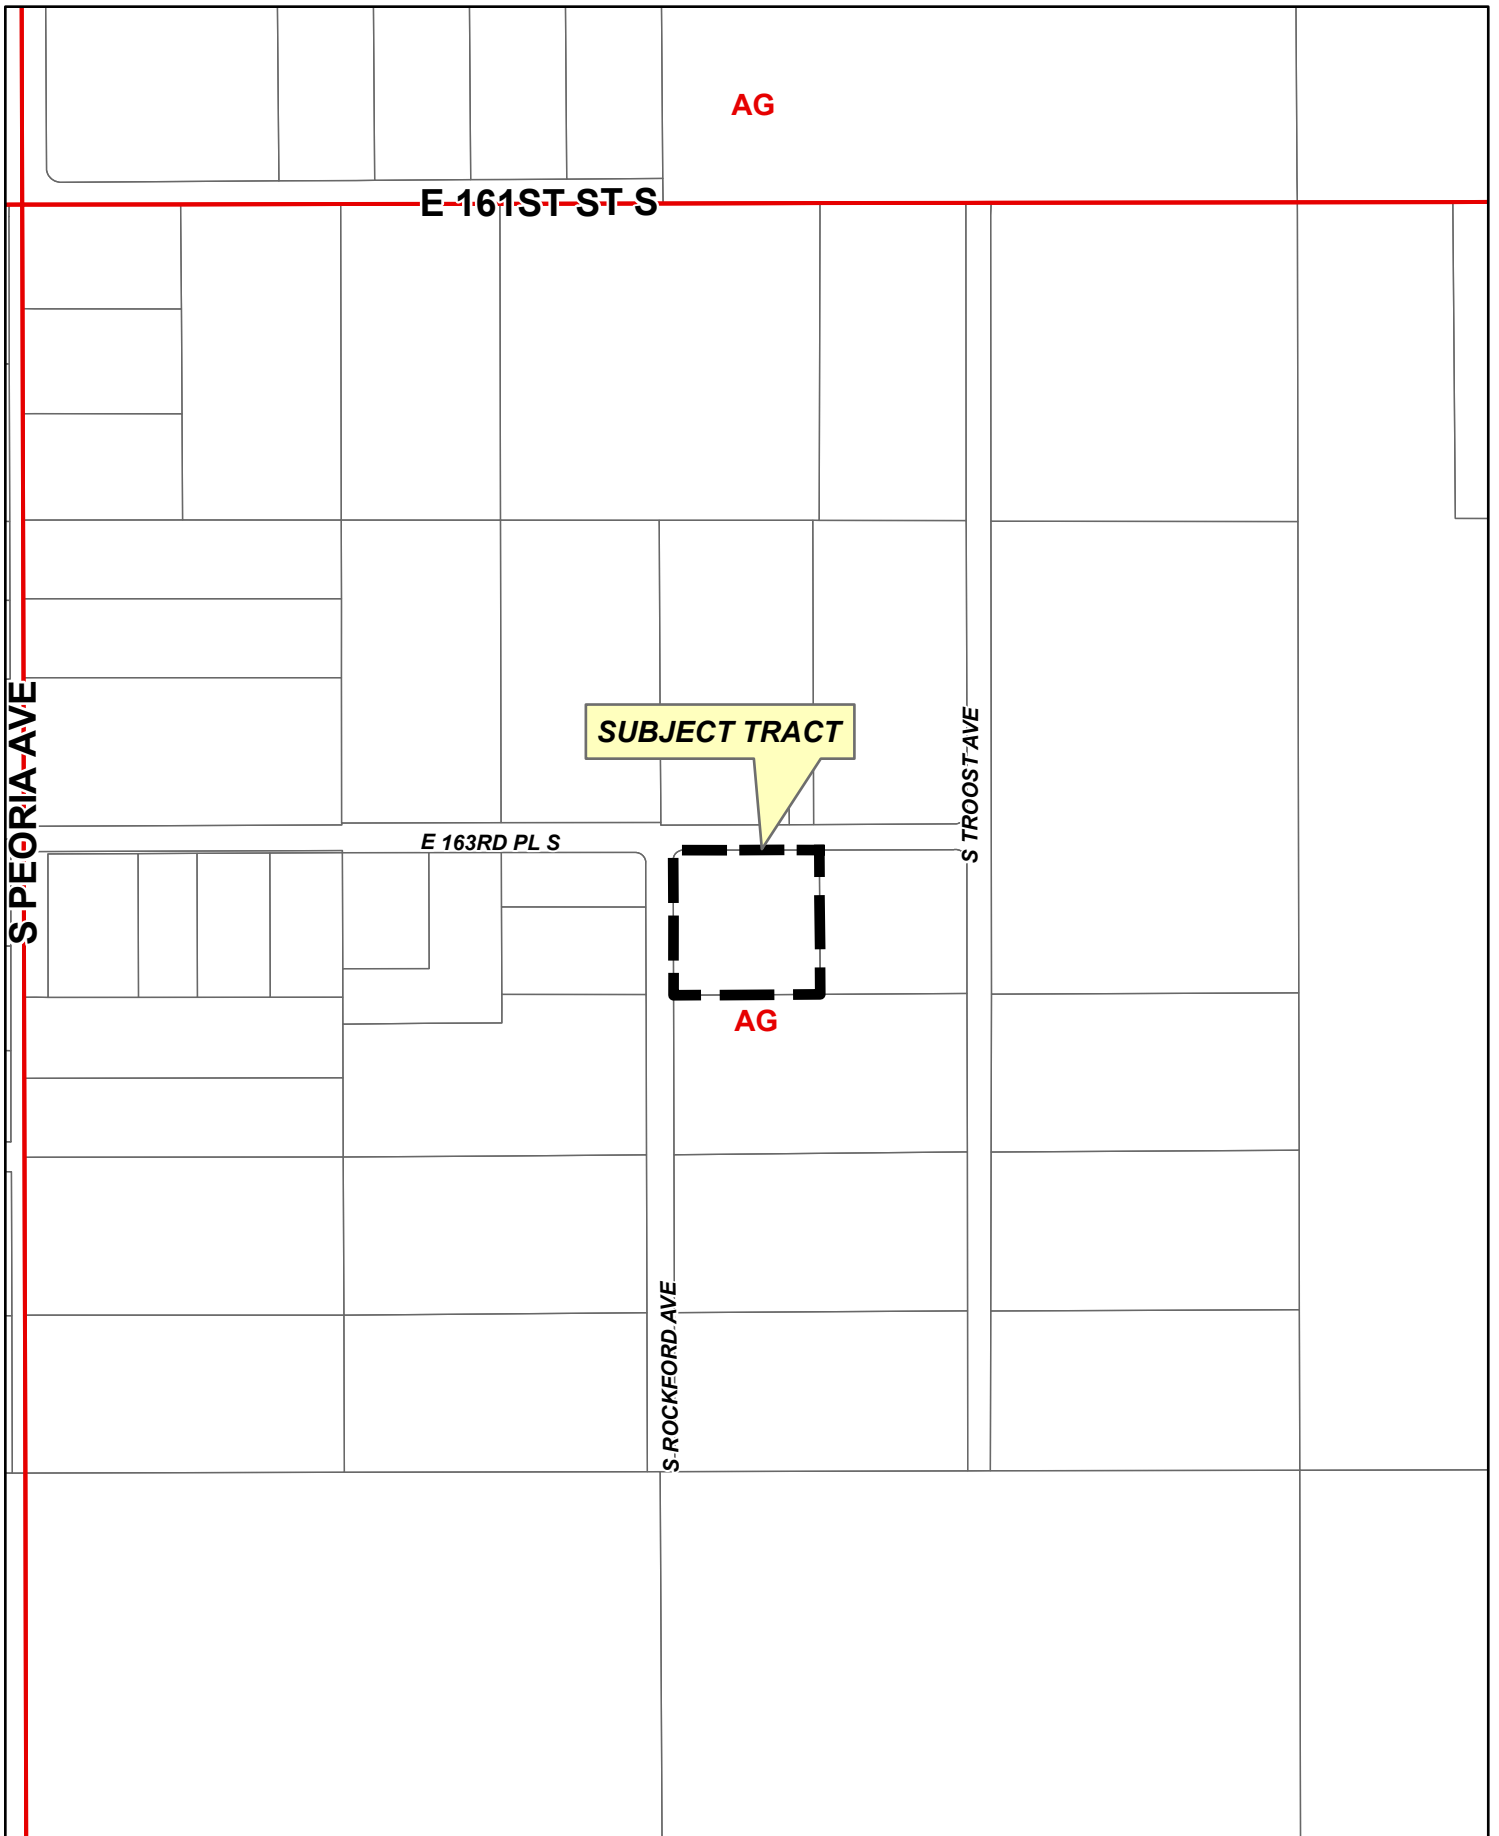 AG
E 161ST ST S
S PEORIA AVE
SUBJECT TRACT
S TROOST AVE
E 163RD PL S
AG
S ROCKFORD AVE